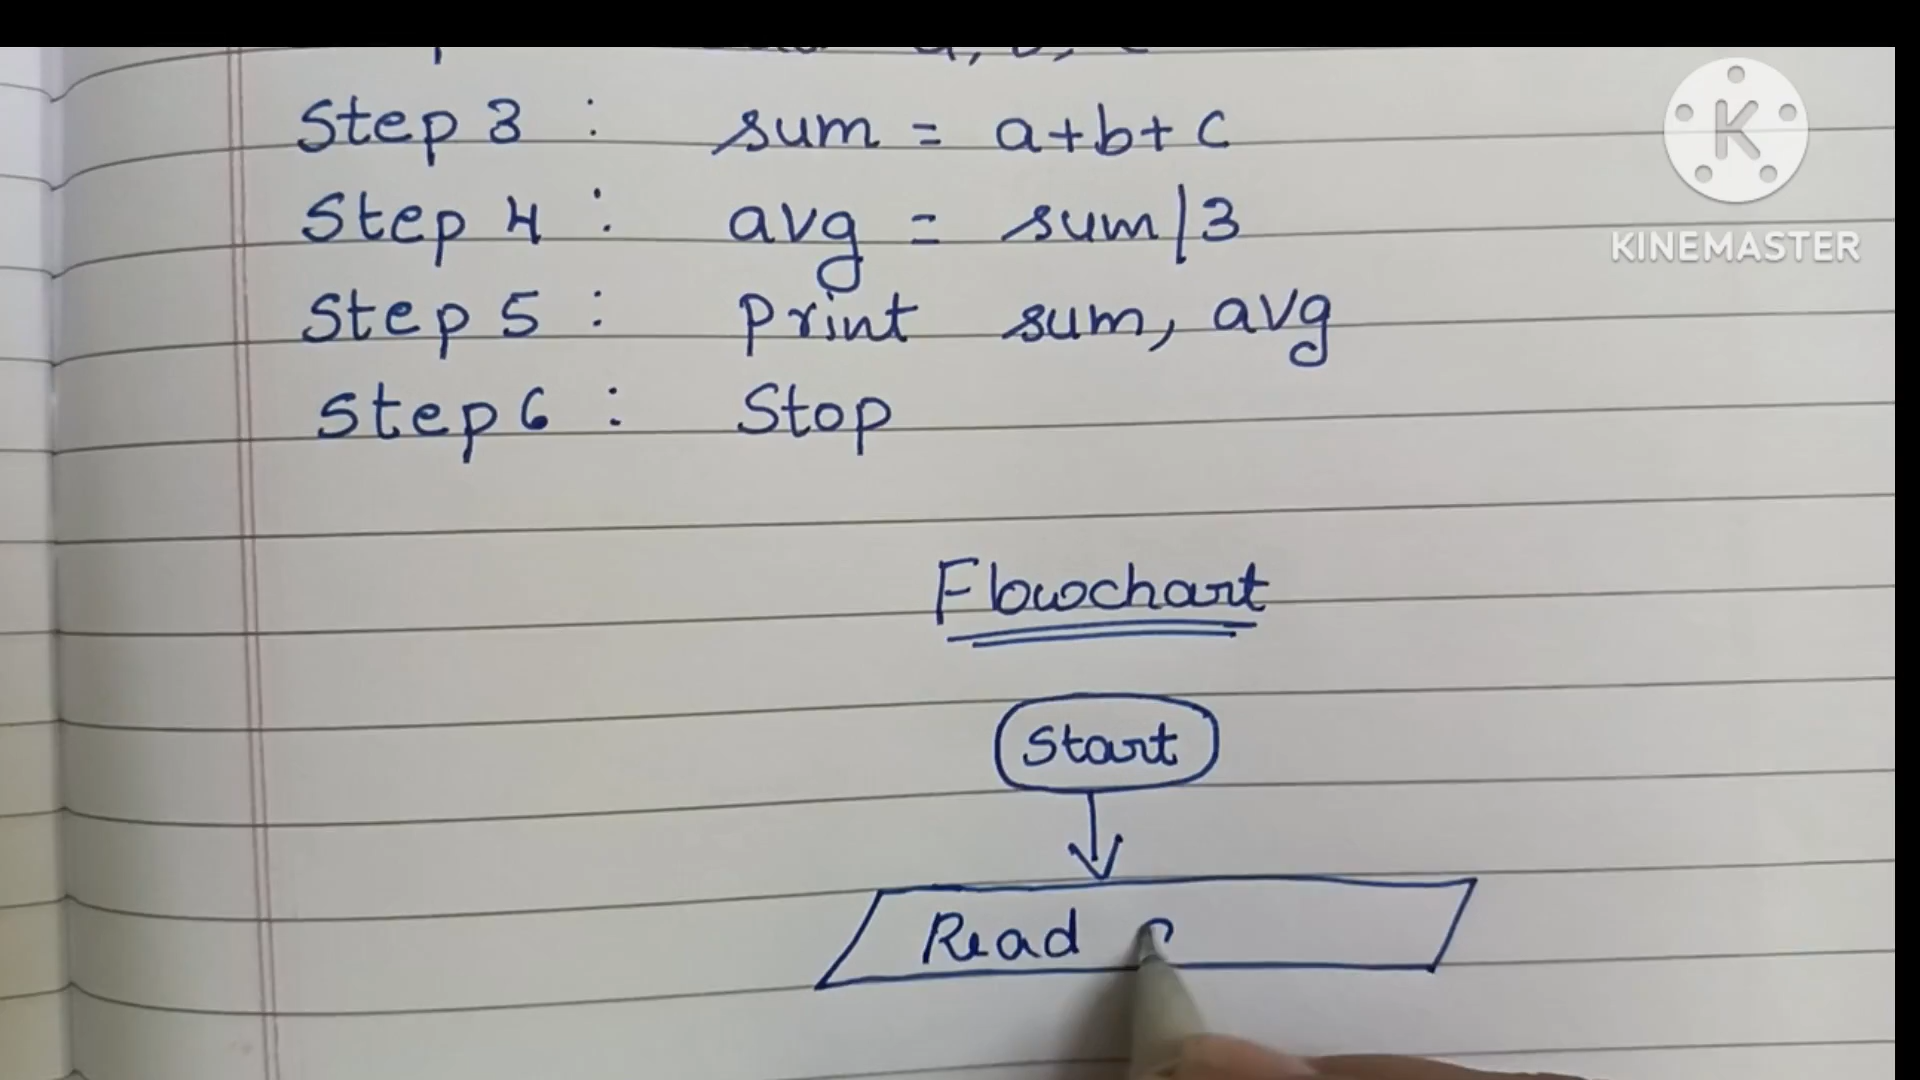 Step 3 : sum = a+b+c
Step 4 : avg = sum/3
Step 5 : print sum, avg
Step 6 : Stop
Flowchart
Start
Read
K
KINEMASTER